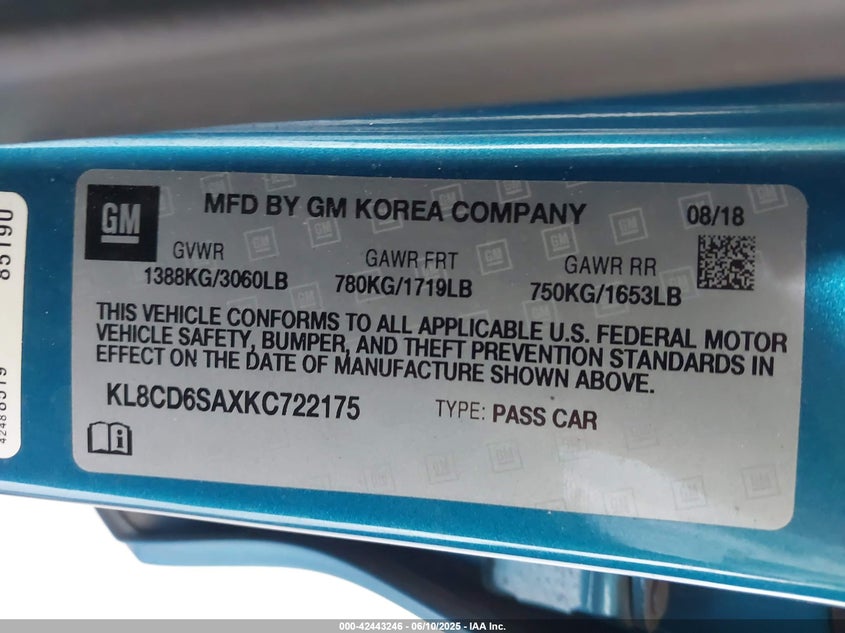 GM
MFD BY GM KOREA COMPANY
08/18
GVWR
1388KG/3060LB
GAWR FRT
780KG/1719LB
GAWR RR
750KG/1653LB
THIS VEHICLE CONFORMS TO ALL APPLICABLE U.S. FEDERAL MOTOR
VEHICLE SAFETY, BUMPER, AND THEFT PREVENTION STANDARDS IN
EFFECT ON THE DATE OF MANUFACTURE SHOWN ABOVE.
KL8CD6SAXKC722175
TYPE: PASS CAR
i
000-42443246 - 06/10/2025 - IAA Inc.